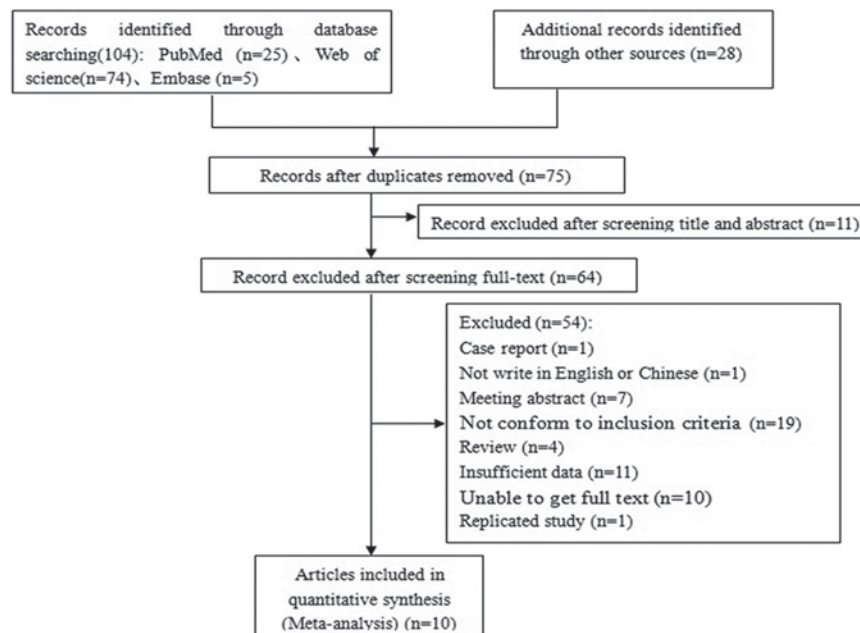 Records identified through database
searching(104): PubMed (n=25)、Web of
science(n=74)、Embase (n=5)
Additional records identified
through other sources (n=28)
Records after duplicates removed (n=75)
Record excluded after screening title and abstract (n=11)
Record excluded after screening full-text (n=64)
Excluded (n=54):
Case report (n=1)
Not write in English or Chinese (n=1)
Meeting abstract (n=7)
Not conform to inclusion criteria (n=19)
Review (n=4)
Insufficient data (n=11)
Unable to get full text (n=10)
Replicated study (n=1)
Articles included in
quantitative synthesis
(Meta-analysis) (n=10)